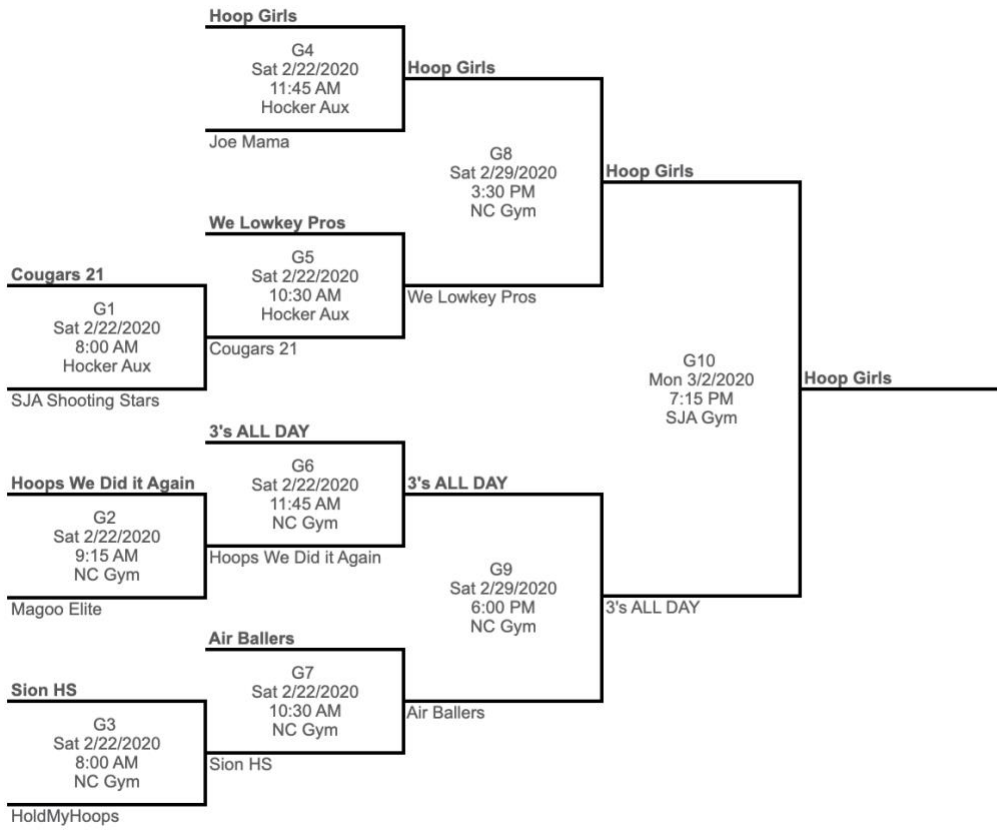 Hoop Girls
G4
Sat 2/22/2020
11:45 AM
Hocker Aux
Joe Mama
Hoop Girls
G8
Sat 2/29/2020
3:30 PM
NC Gym
Hoop Girls
We Lowkey Pros
G5
Sat 2/22/2020
10:30 AM
Hocker Aux
We Lowkey Pros
Cougars 21
G1
Sat 2/22/2020
8:00 AM
Hocker Aux
SJA Shooting Stars
Cougars 21
G10
Mon 3/2/2020
7:15 PM
SJA Gym
Hoop Girls
3's ALL DAY
G6
Sat 2/22/2020
11:45 AM
NC Gym
3's ALL DAY
Hoops We Did it Again
G2
Sat 2/22/2020
9:15 AM
NC Gym
Magoo Elite
Hoops We Did it Again
G9
Sat 2/29/2020
6:00 PM
NC Gym
3's ALL DAY
Air Ballers
G7
Sat 2/22/2020
10:30 AM
NC Gym
Air Ballers
Sion HS
G3
Sat 2/22/2020
8:00 AM
NC Gym
HoldMyHoops
Sion HS